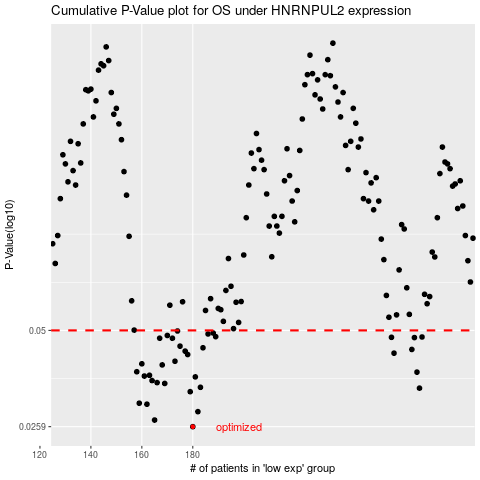 Cumulative P-Value plot for OS under HNRNPUL2 expression
P-Value(log10)
0.05
0.0259
optimized
120 140 160 180
# of patients in 'low exp' group